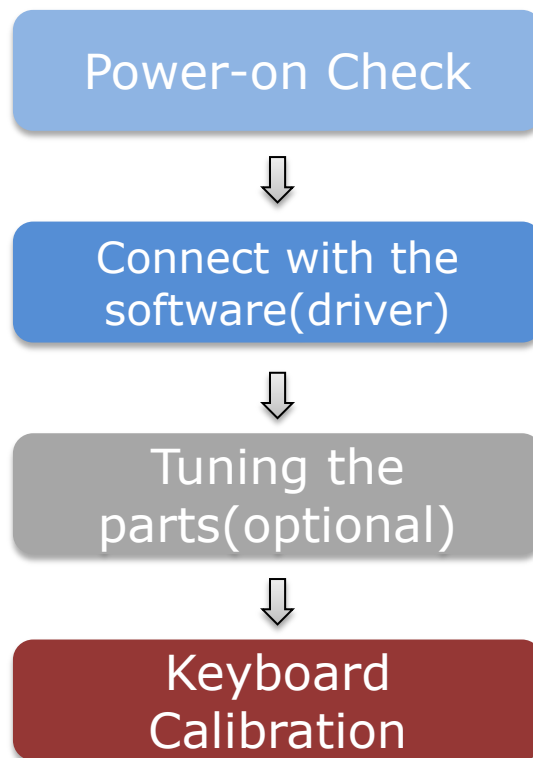 Power-on Check
Connect with the
software(driver)
Tuning the
parts(optional)
Keyboard
Calibration